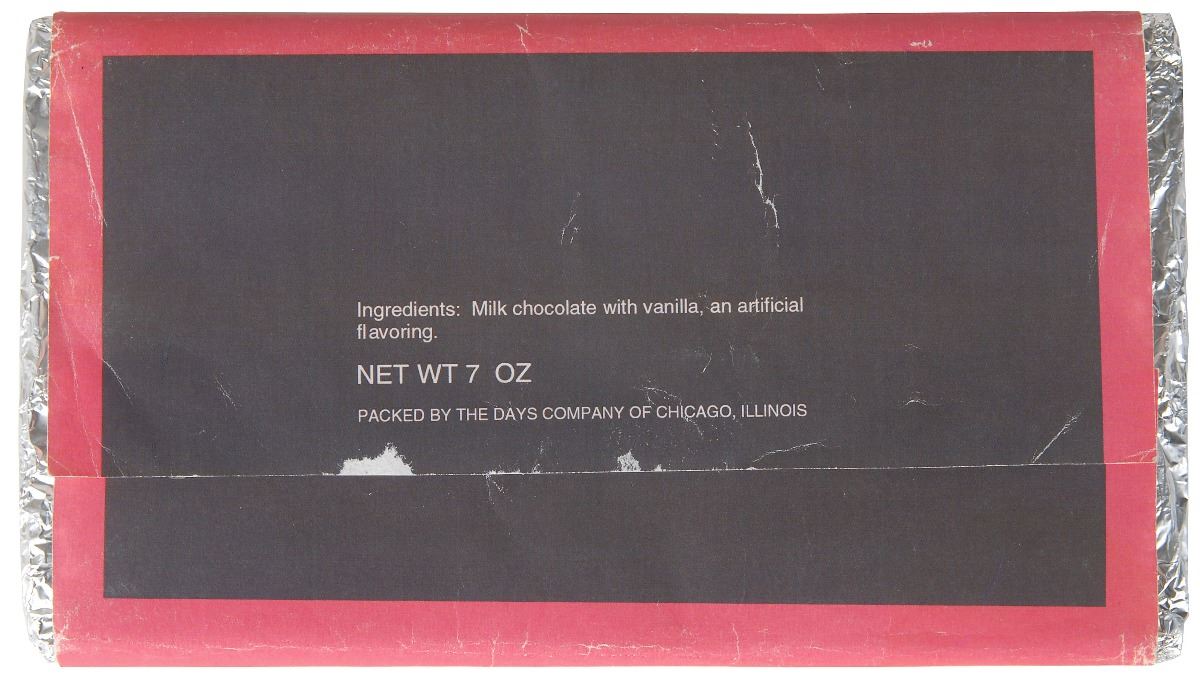 Ingredients: Milk chocolate with vanilla, an artificial
flavoring.
NET WT 7 OZ
PACKED BY THE DAYS COMPANY OF CHICAGO, ILLINOIS